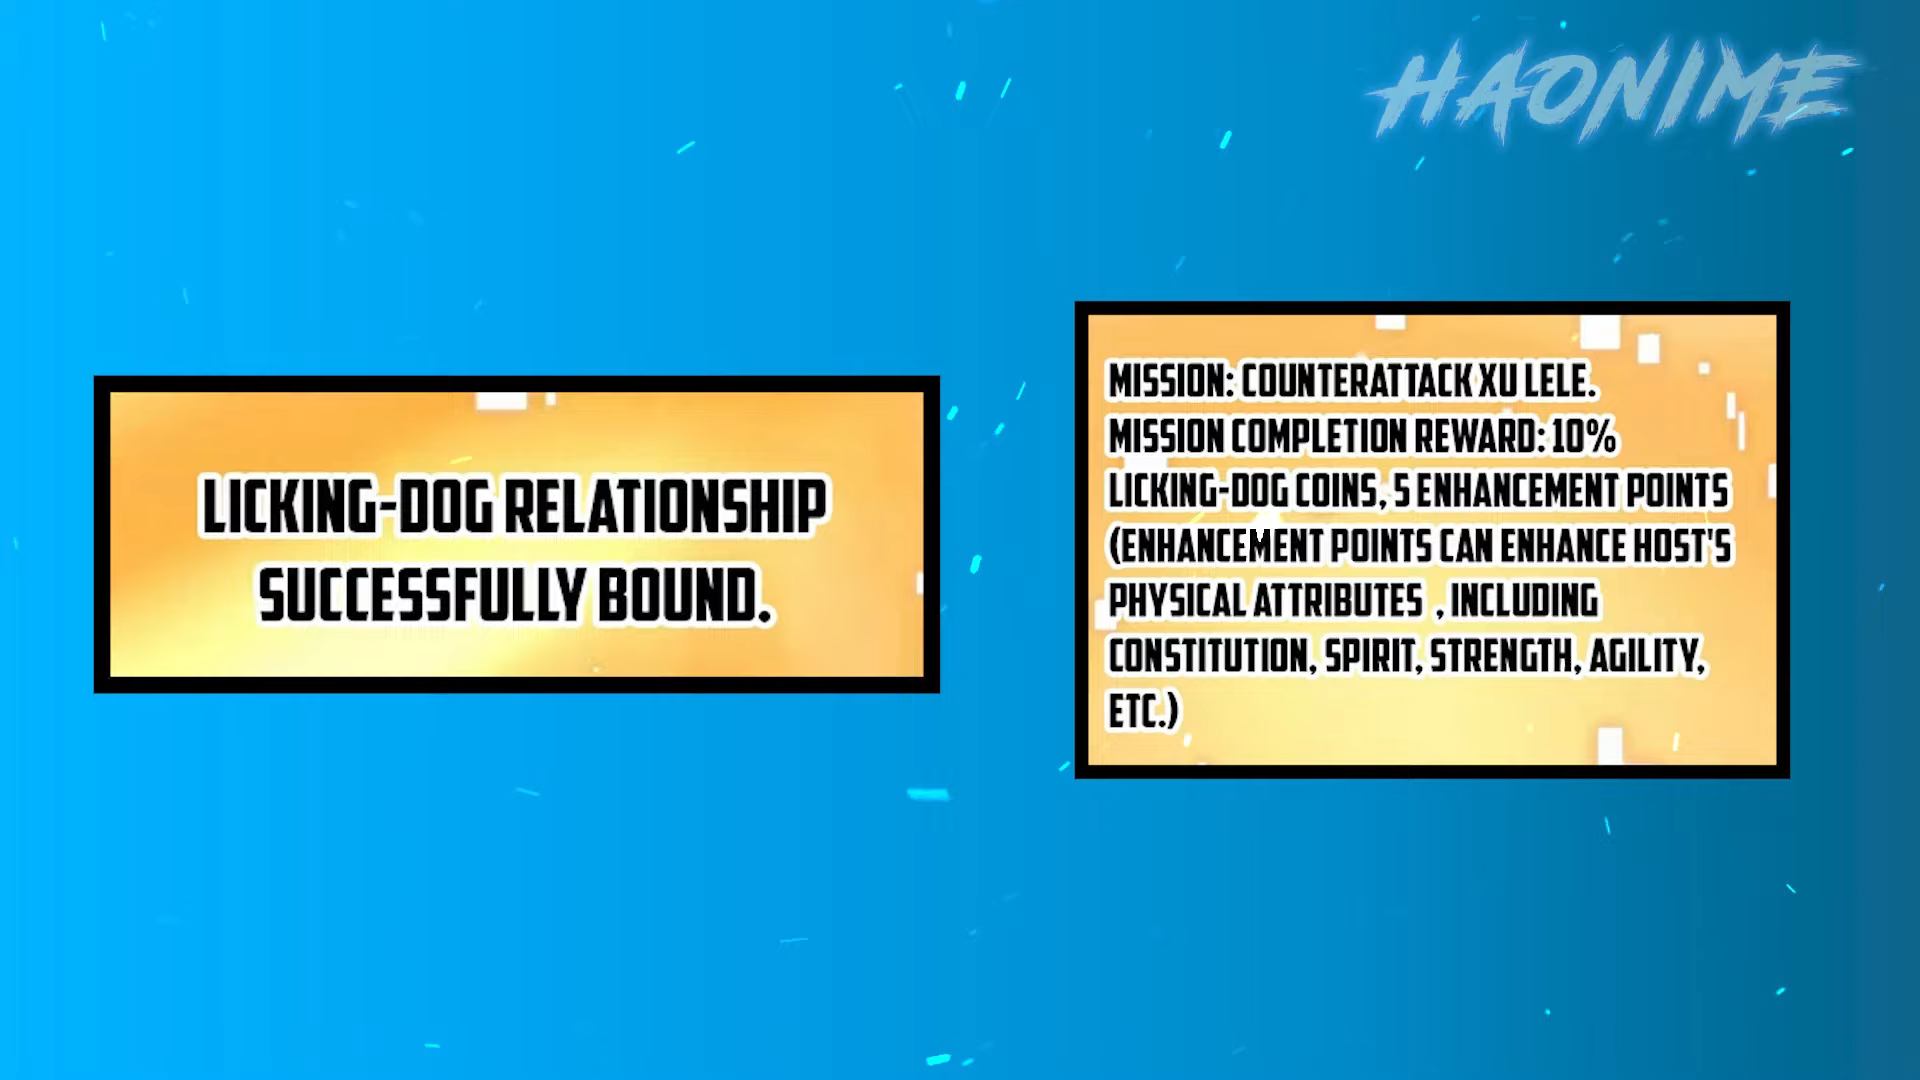 HAONIME
LICKING-DOG RELATIONSHIP
SUCCESSFULLY BOUND.
MISSION: COUNTERATTACK XU LELE.
MISSION COMPLETION REWARD: 10%
LICKING-DOG COINS, 5 ENHANCEMENT POINTS
(ENHANCEMENT POINTS CAN ENHANCE HOST'S
PHYSICAL ATTRIBUTES , INCLUDING
CONSTITUTION, SPIRIT, STRENGTH, AGILITY,
ETC.)